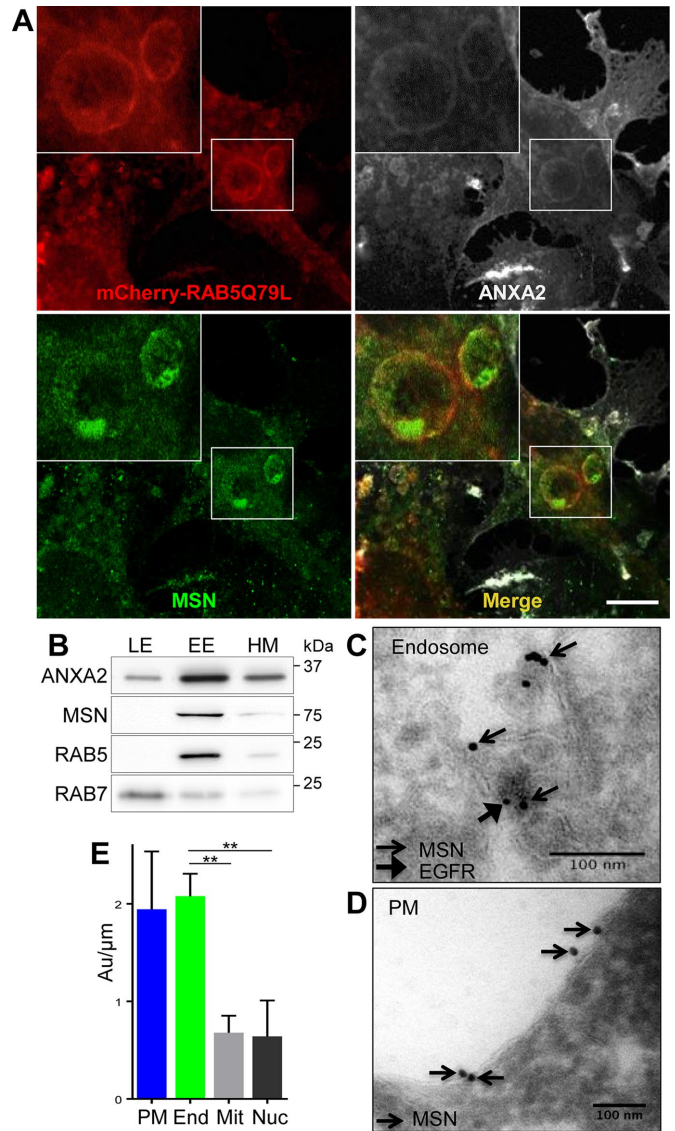 A
mCherry-RAB5Q79L
ANXA2
MSN
Merge
B
LE EE HM kDa
ANXA2 37
MSN 75
RAB5 25
RAB7 25
C
Endosome
MSN
EGFR
100 nm
D
PM
MSN
100 nm
E
**
**
Au/μm
2
1
0
PM End Mit Nuc